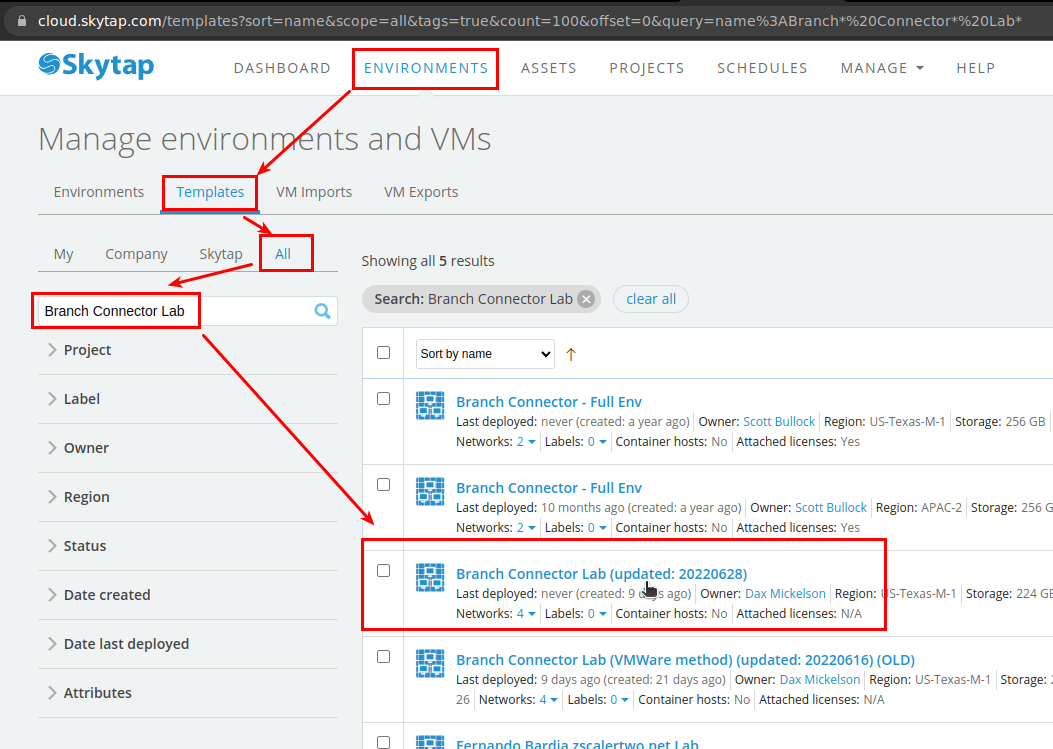 cloud.skytap.com/templates?sort=name&scope=all&tags=true&count=100&offset=0&query=name%3ABranch*%20Connector*%20Lab*
Skytap DASHBOARD ENVIRONMENTS ASSETS PROJECTS SCHEDULES MANAGE HELP
Manage environments and VMs
Environments Templates VM Imports VM Exports
My Company Skytap All
Showing all 5 results
Branch Connector Lab
Search: Branch Connector Lab clear all
Project
Label
Owner
Region
Status
Date created
Date last deployed
Attributes
Sort by name
Branch Connector - Full Env
Last deployed: never (created: a year ago) Owner: Scott Bullock Region: US-Texas-M-1 Storage: 256 GB
Networks: 2 Labels: 0 Container hosts: No Attached licenses: Yes
Branch Connector - Full Env
Last deployed: 10 months ago (created: a year ago) Owner: Scott Bullock Region: APAC-2 Storage: 256 G
Networks: 2 Labels: 0 Container hosts: No Attached licenses: Yes
Branch Connector Lab (updated: 20220628)
Last deployed: never (created: 9 days ago) Owner: Dax Mickelson Region: US-Texas-M-1 Storage: 224 GB
Networks: 4 Labels: 0 Container hosts: No Attached licenses: N/A
Branch Connector Lab (VMWare method) (updated: 20220616) (OLD)
Last deployed: 9 days ago (created: 21 days ago) Owner: Dax Mickelson Region: US-Texas-M-1 Storage:
26 Networks: 4 Labels: 0 Container hosts: No Attached licenses: N/A
Fernando Bardia zscalertwo.net Lab